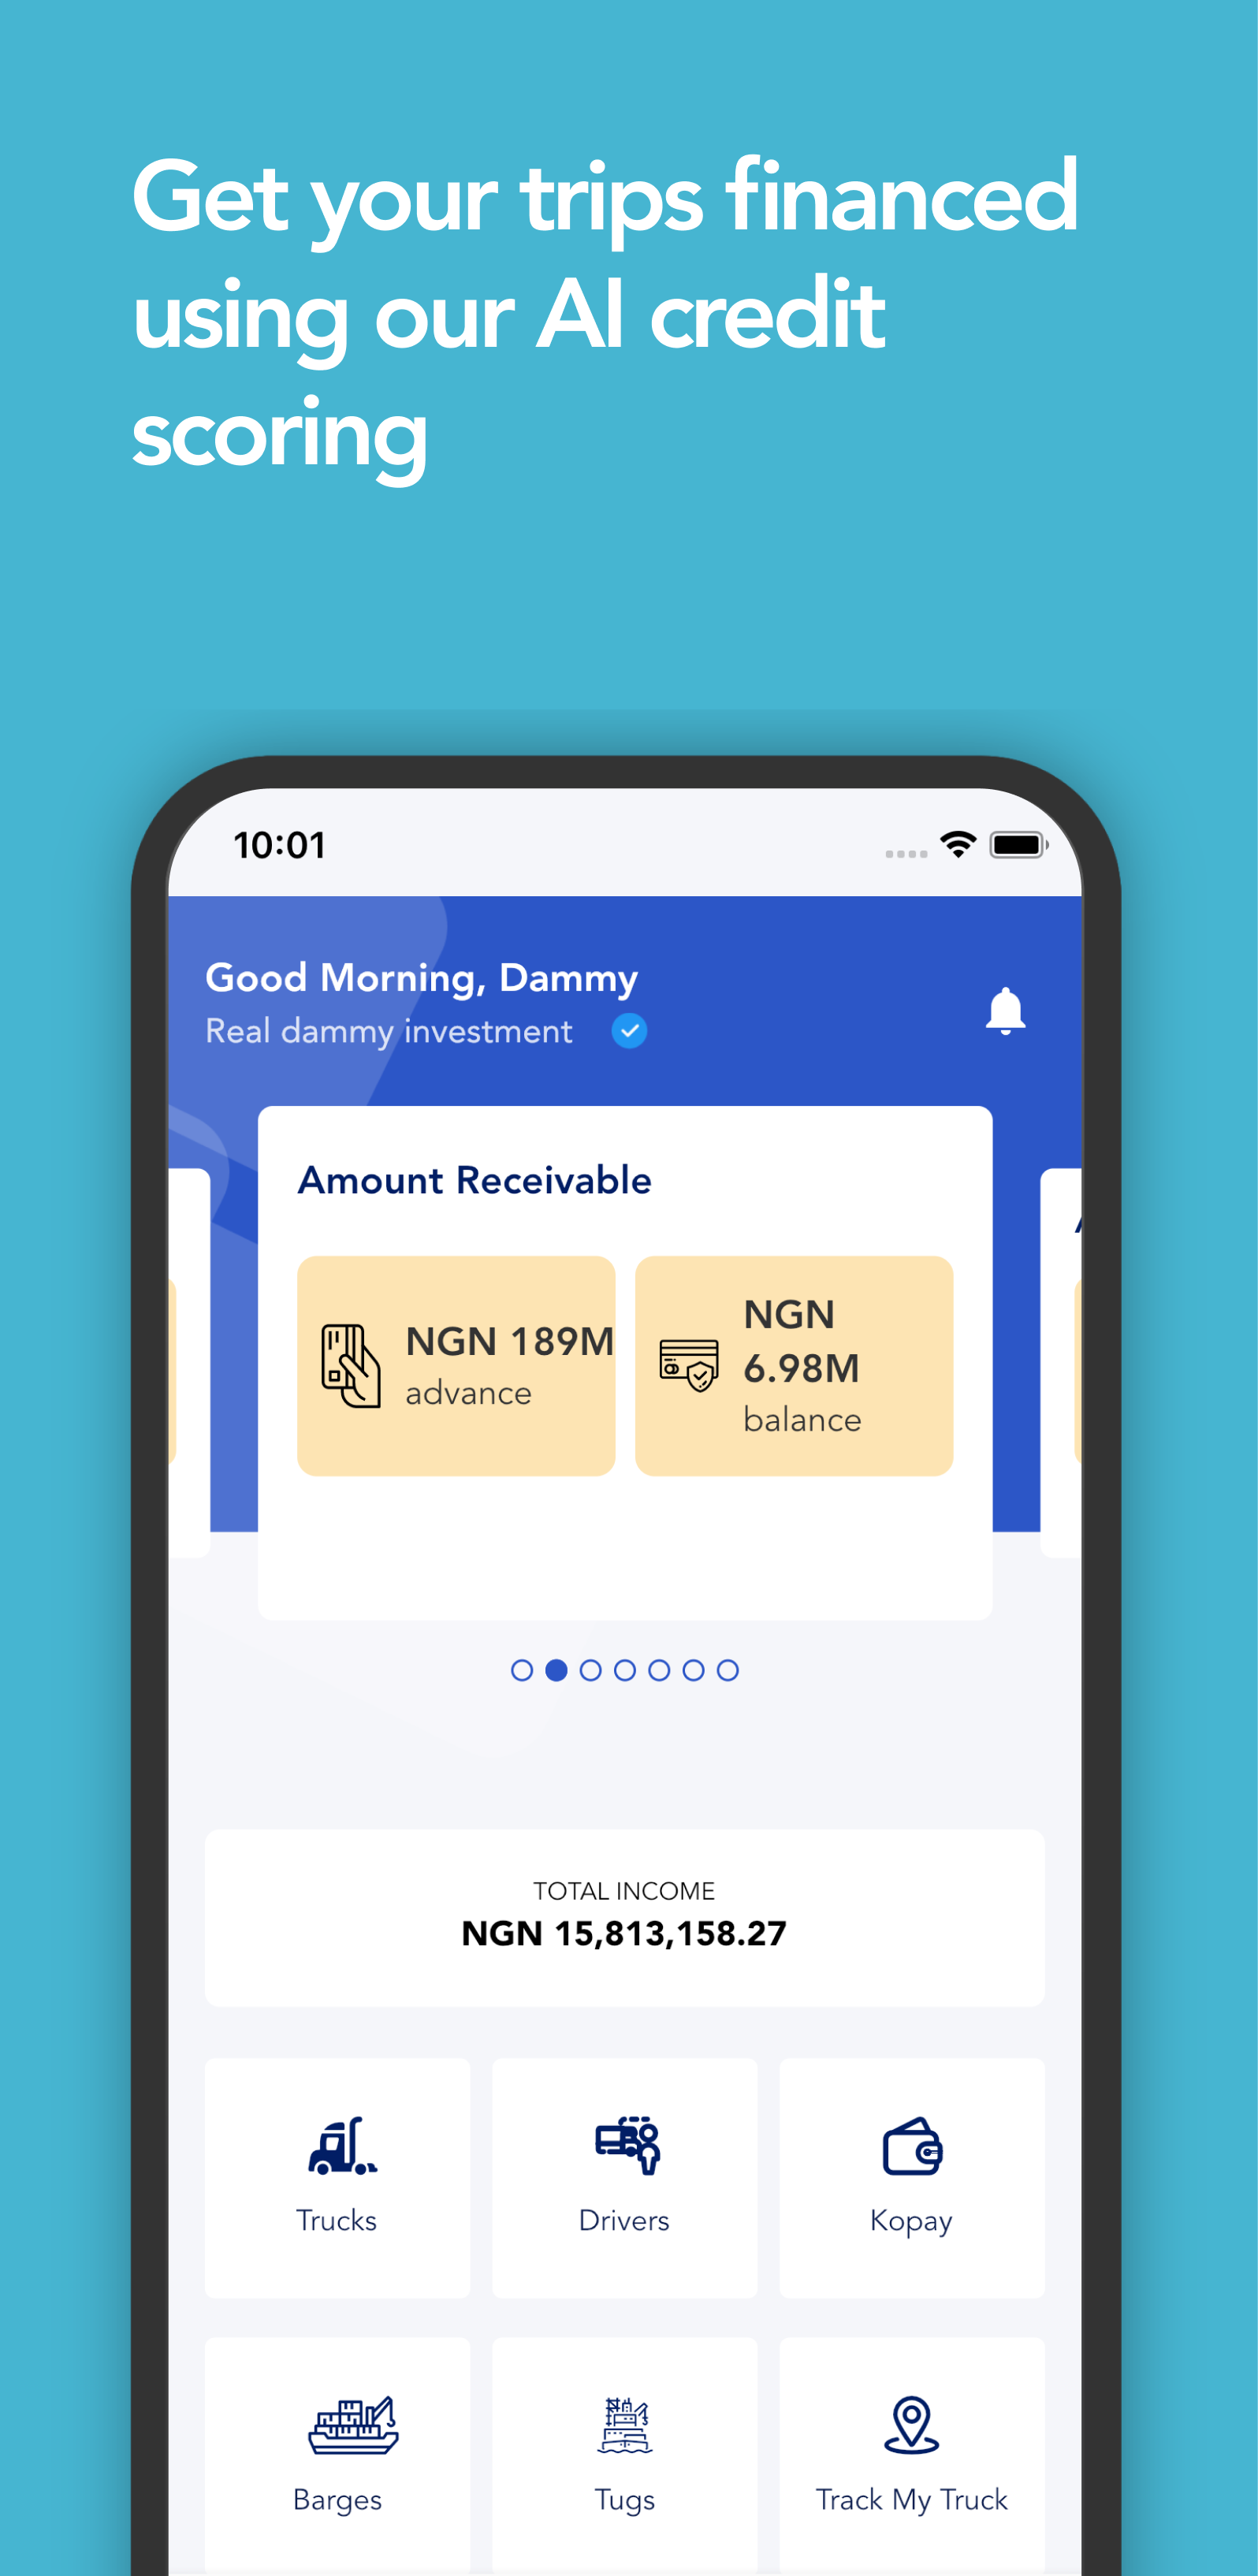 Get your trips financed
using our AI credit
scoring
10:01
Good Morning, Dammy
Real dammy investment
Amount Receivable
NGN 189M
advance
NGN
6.98M
balance
TOTAL INCOME
NGN 15,813,158.27
Trucks
Drivers
Kopay
Barges
Tugs
Track My Truck